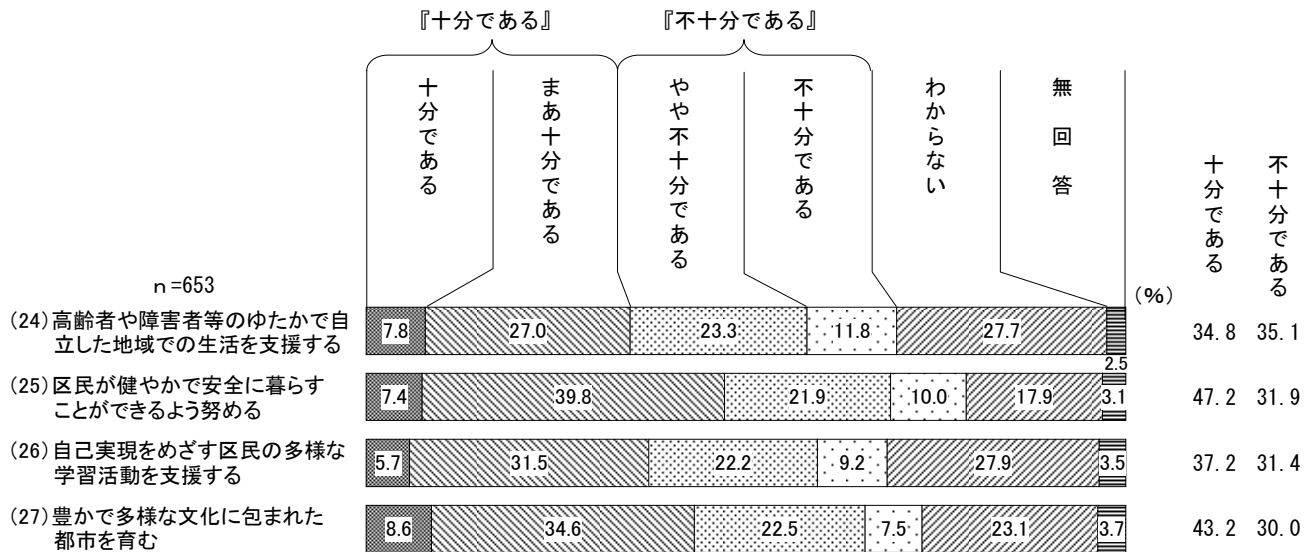 『十分である』 『不十分である』
十分である
まあ十分である
やや不十分である
不十分である
わからない
無回答
十分である
不十分である
n=653
(%)
(24)高齢者や障害者等のゆたかで自
立した地域での生活を支援する
7.8 27.0 23.3 11.8 27.7 2.5 34.8 35.1
(25)区民が健やかで安全に暮らす
ことができるよう努める
7.4 39.8 21.9 10.0 17.9 3.1 47.2 31.9
(26)自己実現をめざす区民の多様な
学習活動を支援する
5.7 31.5 22.2 9.2 27.9 3.5 37.2 31.4
(27)豊かで多様な文化に包まれた
都市を育む
8.6 34.6 22.5 7.5 23.1 3.7 43.2 30.0